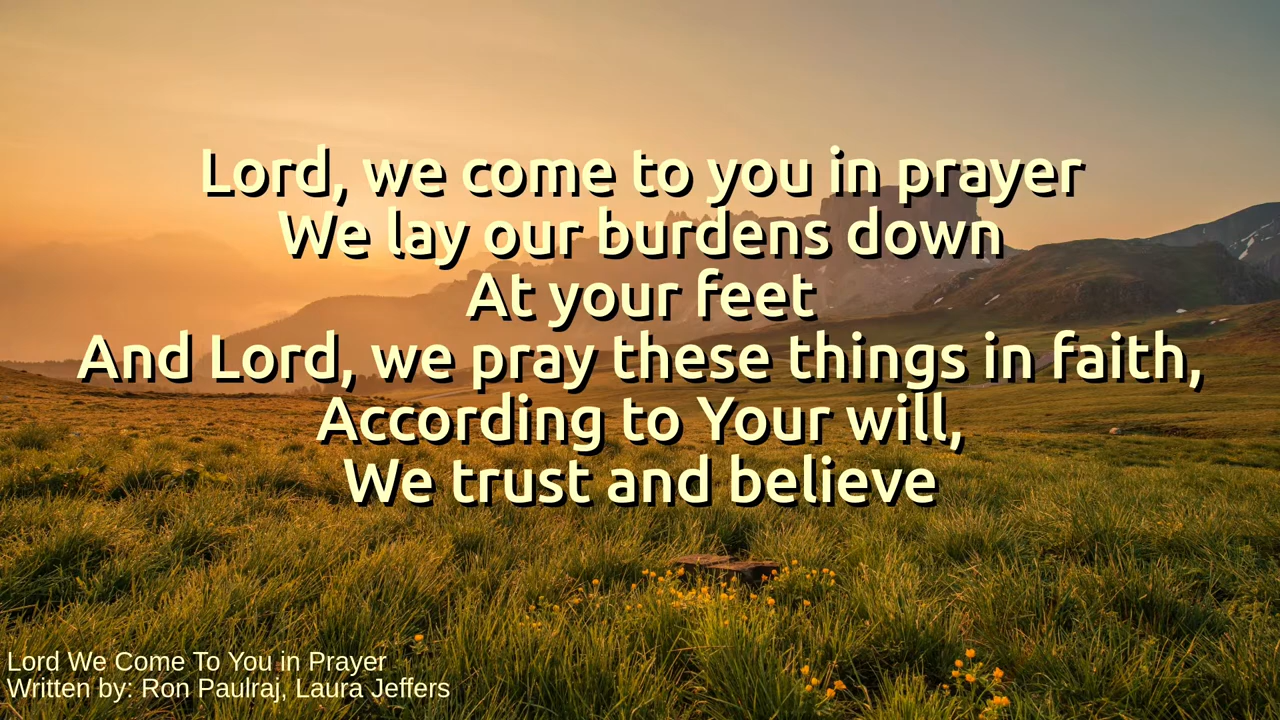 Lord, we come to you in prayer
We lay our burdens down
At your feet
And Lord, we pray these things in faith,
According to Your will,
We trust and believe
Lord We Come To You in Prayer
Written by: Ron Paulraj, Laura Jeffers